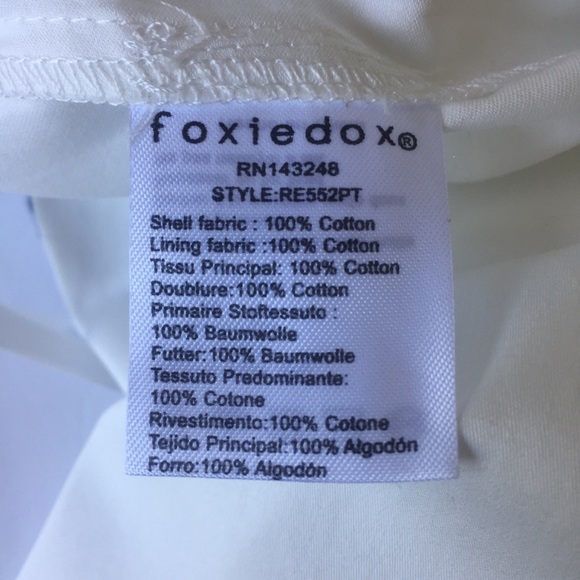 foxiedox®
RN143248
STYLE:RE552PT
Shell fabric : 100% Cotton
Lining fabric :100% Cotton
Tissu Principal: 100% Cotton
Doublure:100% Cotton
Primaire Stoftessuto :
100% Baumwolle
Futter:100% Baumwolle
Tessuto Predominante:
100% Cotone
Rivestimento:100% Cotone
Tejido Principal:100% Algodón
Forro:100% Algodón